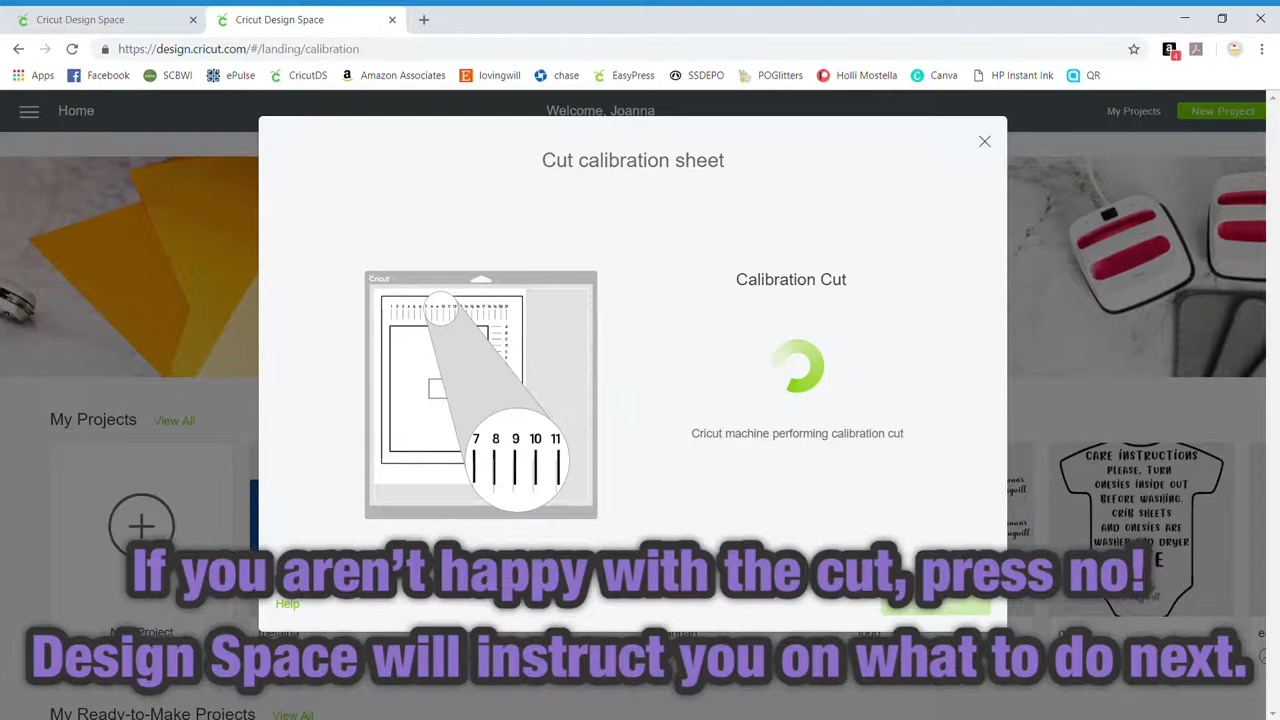 Cricut Design Space
Cricut Design Space
https://design.cricut.com/#/landing/calibration
4
Apps
Facebook
SCBWI
ePulse
CricutDS
Amazon Associates
lovingwill
chase
EasyPress
SSDEPO
POGlitters
Holli Mostella
Canva
HP Instant Ink
QR
Home
Welcome, Joanna
My Projects
New Project
Cut calibration sheet
Cricut
Calibration Cut
7 8 9 10 11
Cricut machine performing calibration cut
My Projects
View All
CARE INSTRUCTIONS
PLEASE, TURN
ONESIES INSIDE OUT
BEFORE WASHING.
CRIB SHEETS
AND ONESIES ARE
WASHER AND DRYER
If you aren't happy with the cut, press no!
Help
New Project
Design Space will instruct you on what to do next.
My Ready-to-Make Projects
View All